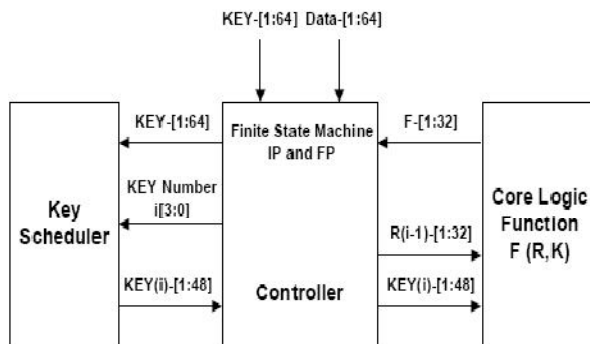 KEY-[1:64] Data-[1:64]
KEY-[1:64]
Finite State Machine
IP and FP
F-[1:32]
KEY Number
i[3:0]
Key
Scheduler
Core Logic
Function
F (R,K)
R(i-1)-[1:32]
KEY(i)-[1:48]
Controller
KEY(i)-[1:48]